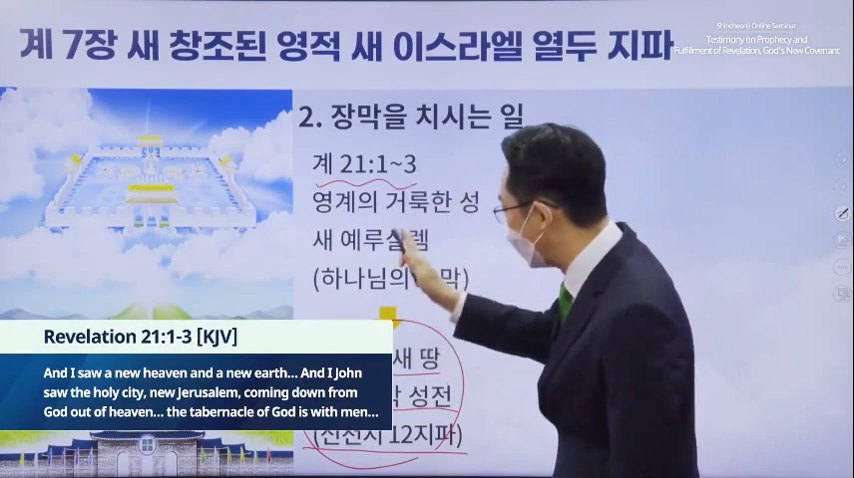 계 7장 새 창조된 영적 새 이스라엘 열두 지파
Shincheonji Online Seminar
Testimony on Prophecy and
Fulfillment of Revelation, God's New Covenant
2. 장막을 치시는 일
계 21:1~3
영계의 거룩한 성
새 예루살렘
(하나님의 막)
새 땅
성전
(신천지 12지파)
Revelation 21:1-3 [KJV]
And I saw a new heaven and a new earth... And I John
saw the holy city, new Jerusalem, coming down from
God out of heaven... the tabernacle of God is with men...